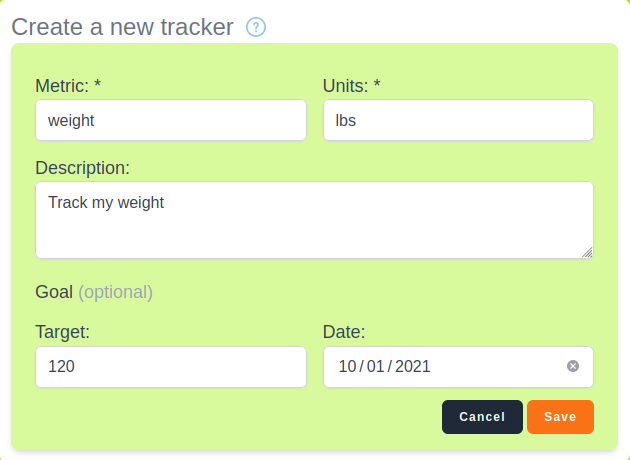 Create a new tracker ?
Metric: * Units: *
weight lbs
Description:
Track my weight
Goal (optional)
Target: Date:
120 10/01/2021
Cancel Save